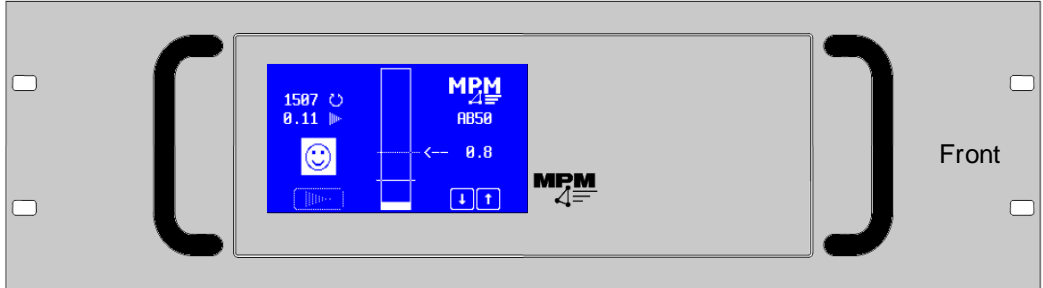 1507
0.11
MPM
AB50
<-- 0.8
↓ ↑
MPM
Front